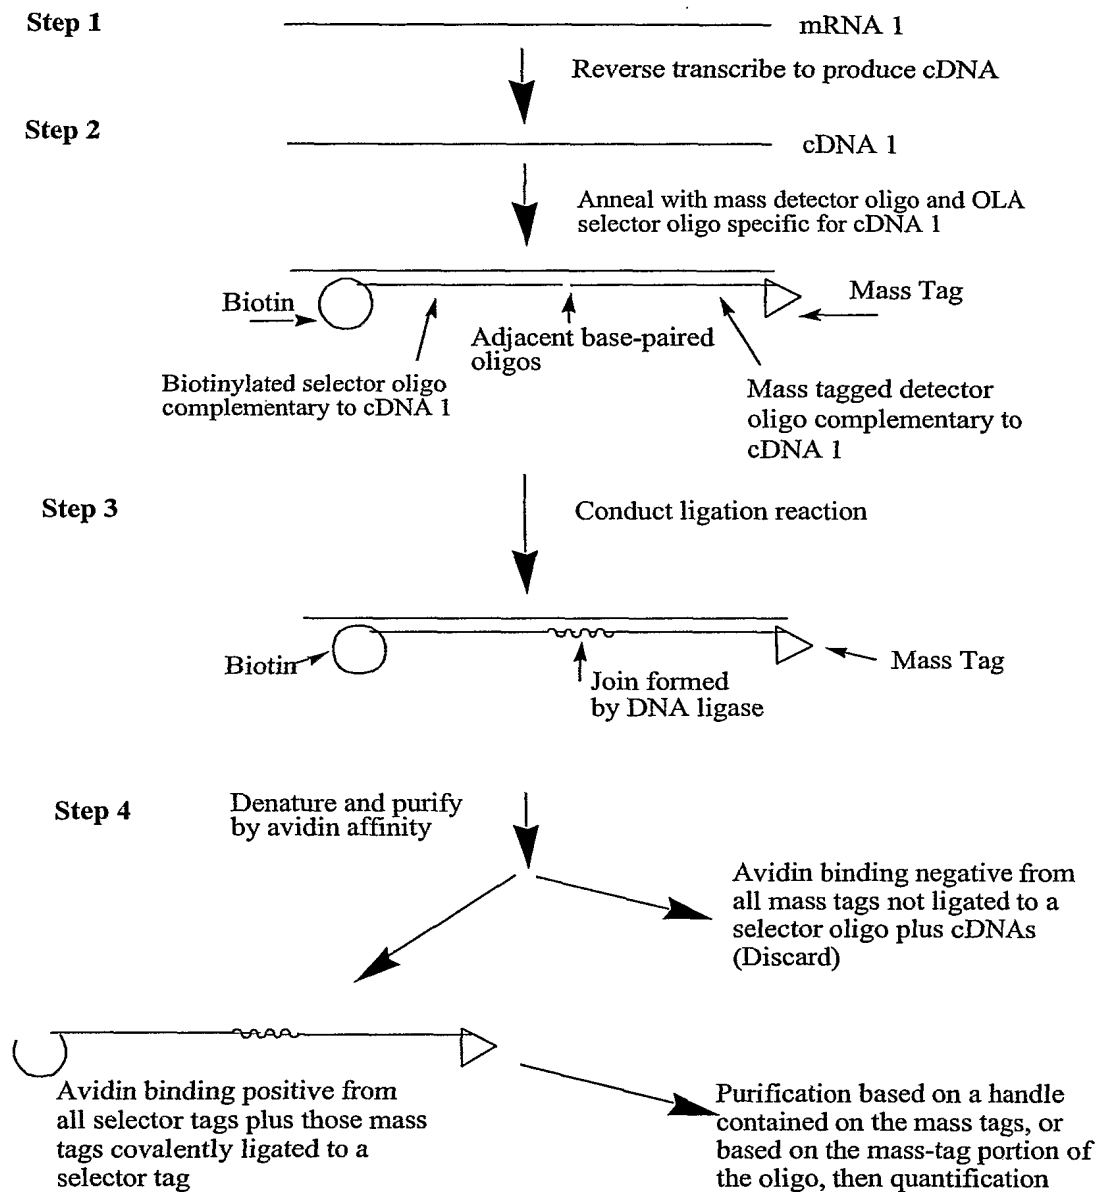 Step 1
mRNA 1
Reverse transcribe to produce cDNA
Step 2
cDNA 1
Anneal with mass detector oligo and OLA
selector oligo specific for cDNA 1
Biotin
Mass Tag
Adjacent base-paired
oligos
Biotinylated selector oligo
complementary to cDNA 1
Mass tagged detector
oligo complementary to
cDNA 1
Step 3
Conduct ligation reaction
Biotin
Mass Tag
Join formed
by DNA ligase
Step 4
Denature and purify
by avidin affinity
Avidin binding negative from
all mass tags not ligated to a
selector oligo plus cDNAs
(Discard)
Avidin binding positive from
all selector tags plus those mass
tags covalently ligated to a
selector tag
Purification based on a handle
contained on the mass tags, or
based on the mass-tag portion of
the oligo, then quantification